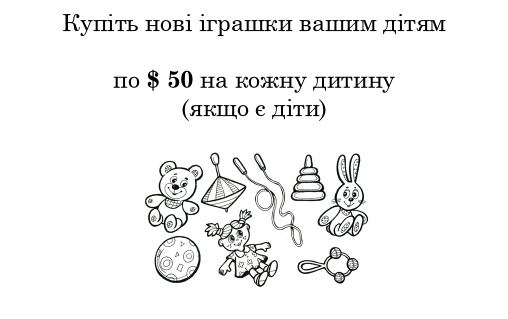 Купіть нові іграшки вашим дітям
по $ 50 на кожну дитину
(якщо є діти)